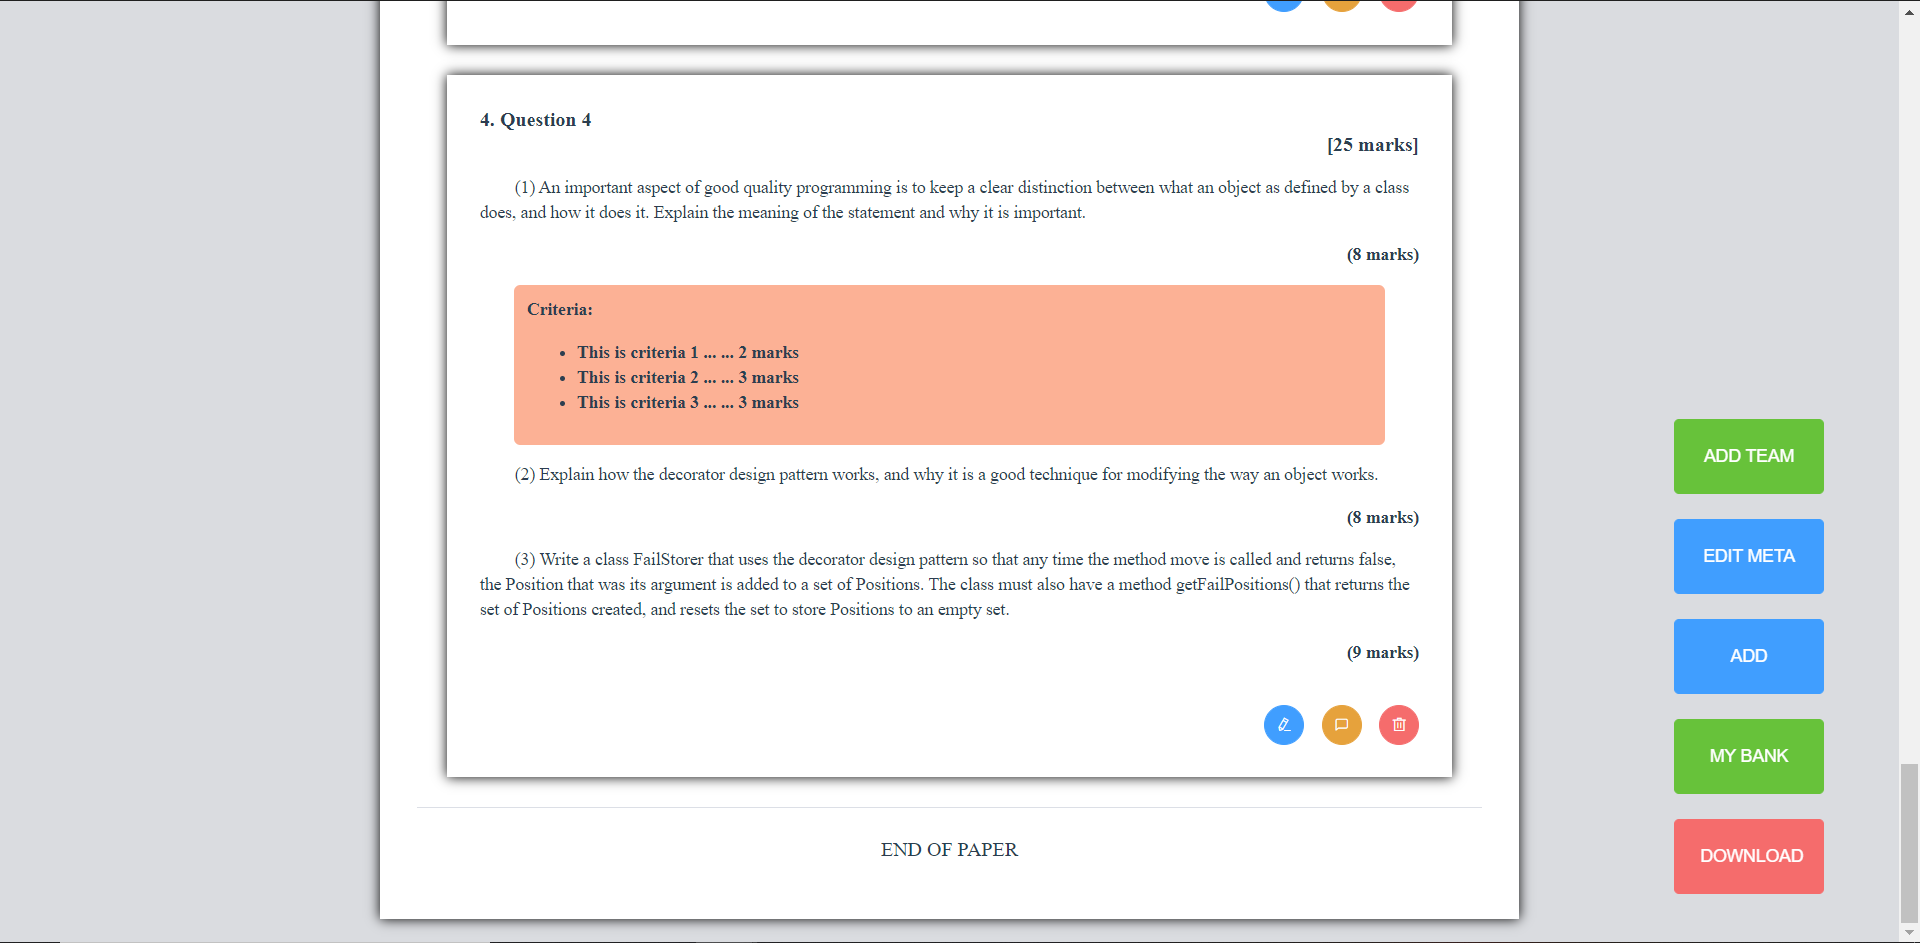 4. Question 4
[25 marks]
(1) An important aspect of good quality programming is to keep a clear distinction between what an object as defined by a class
does, and how it does it. Explain the meaning of the statement and why it is important.
(8 marks)
Criteria:
• This is criteria 1 ... ... 2 marks
• This is criteria 2 ... ... 3 marks
• This is criteria 3 ... ... 3 marks
(2) Explain how the decorator design pattern works, and why it is a good technique for modifying the way an object works.
(8 marks)
(3) Write a class FailStorer that uses the decorator design pattern so that any time the method move is called and returns false,
the Position that was its argument is added to a set of Positions. The class must also have a method getFailPositions() that returns the
set of Positions created, and resets the set to store Positions to an empty set.
(9 marks)
END OF PAPER
ADD TEAM
EDIT META
ADD
MY BANK
DOWNLOAD